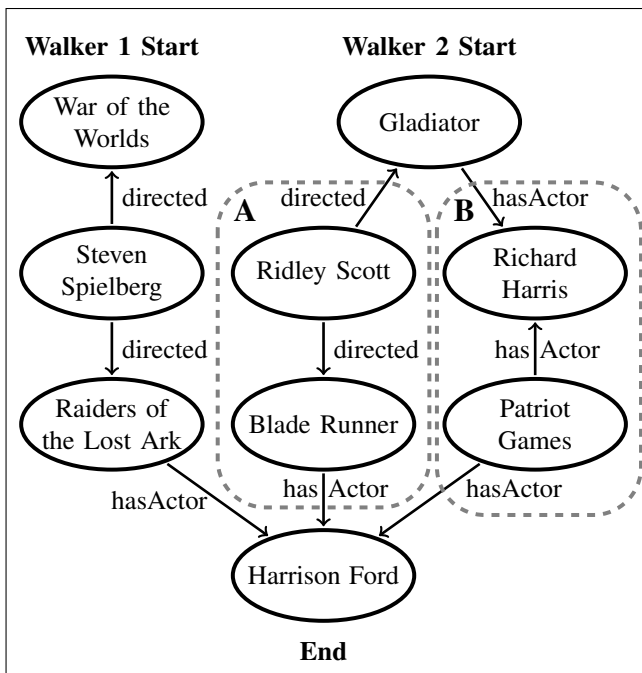 Walker 1 Start
Walker 2 Start
War of the
Worlds
Gladiator
directed
A
directed
B
hasActor
Steven
Spielberg
Ridley Scott
Richard
Harris
directed
directed
has Actor
Raiders of
the Lost Ark
Blade Runner
Patriot
Games
hasActor
has Actor
hasActor
Harrison Ford
End